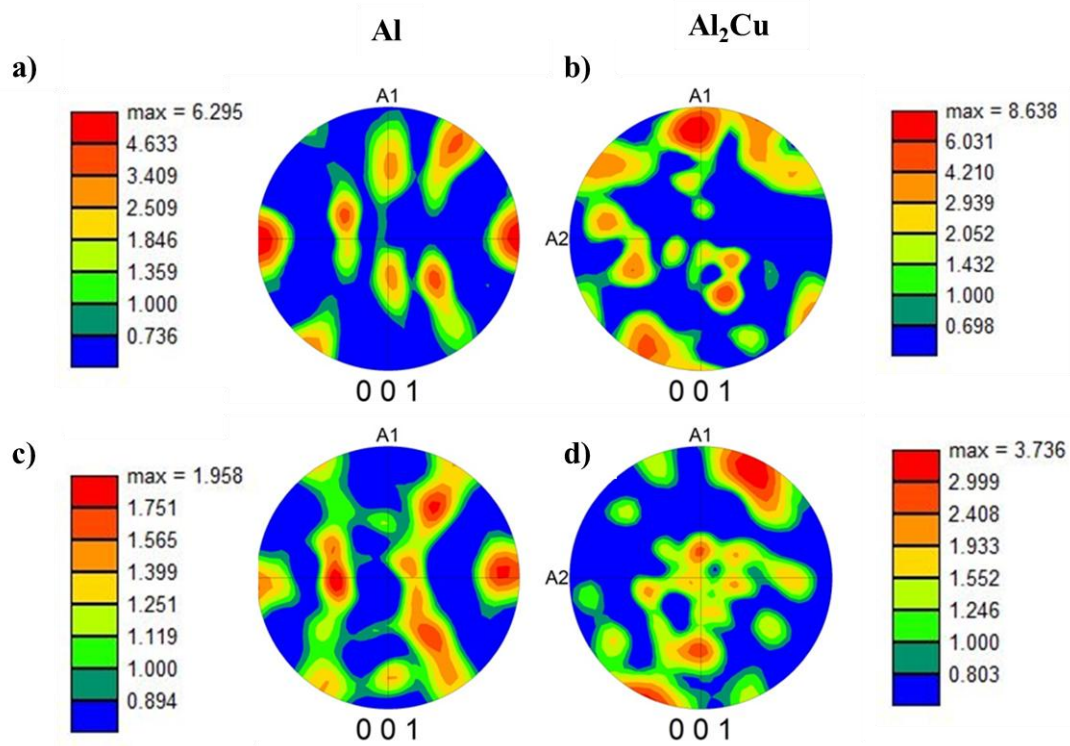 Al
Al₂Cu
a)
max = 6.295
4.633
3.409
2.509
1.846
1.359
1.000
0.736
A1
0 0 1
b)
A1
A2
0 0 1
max = 8.638
6.031
4.210
2.939
2.052
1.432
1.000
0.698
c)
max = 1.958
1.751
1.565
1.399
1.251
1.119
1.000
0.894
A1
0 0 1
d)
A1
A2
0 0 1
max = 3.736
2.999
2.408
1.933
1.552
1.246
1.000
0.803